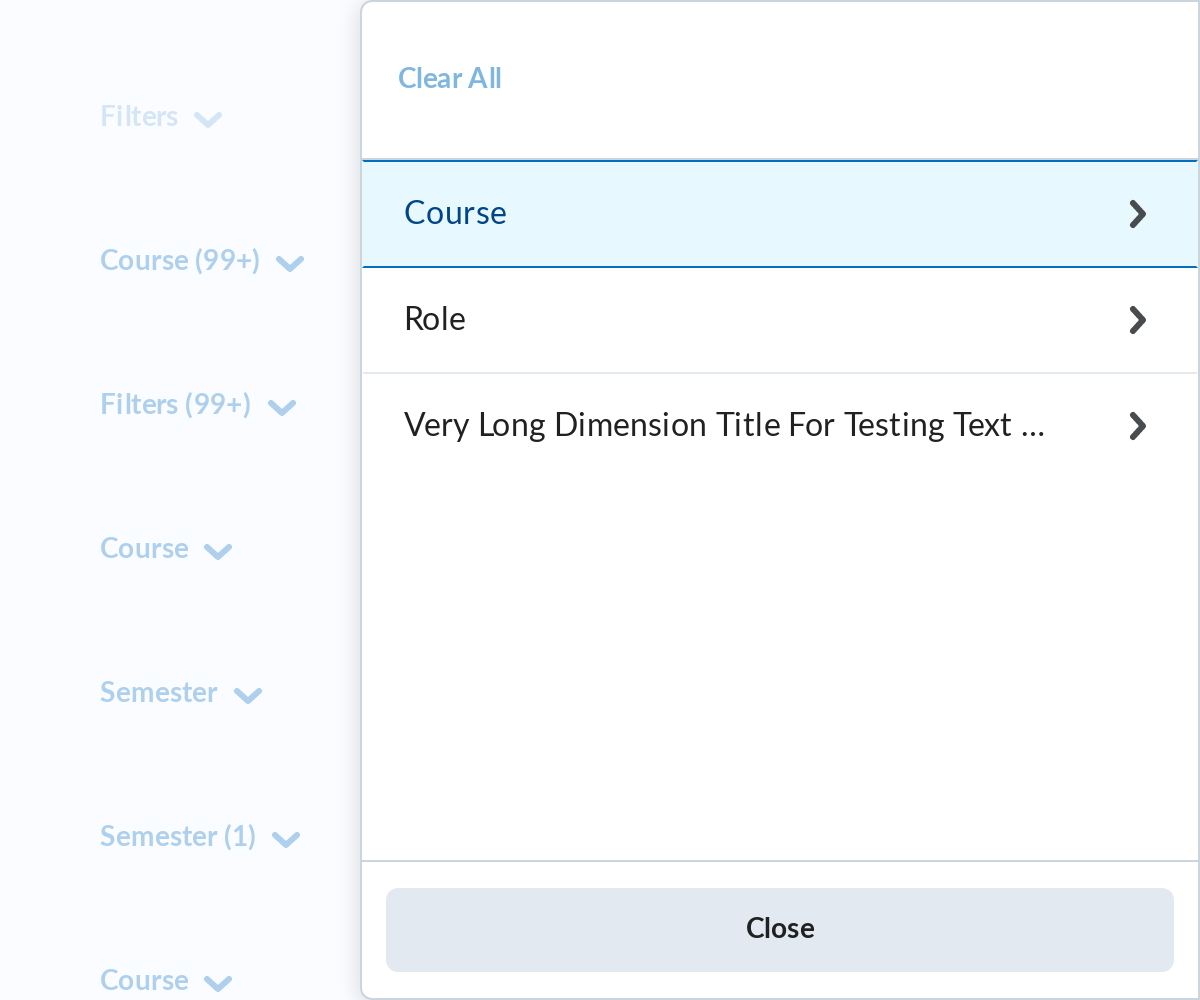 Filters
Course (99+)
Filters (99+)
Course
Semester
Semester (1)
Course
Clear All
Course
Role
Very Long Dimension Title For Testing Text ...
Close